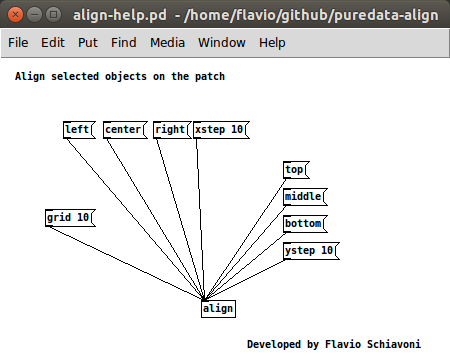 align-help.pd - /home/flavio/github/puredata-align
File Edit Put Find Media Window Help
Align selected objects on the patch
left center right xstep 10
top
middle
grid 10
bottom
ystep 10
align
Developed by Flavio Schiavoni